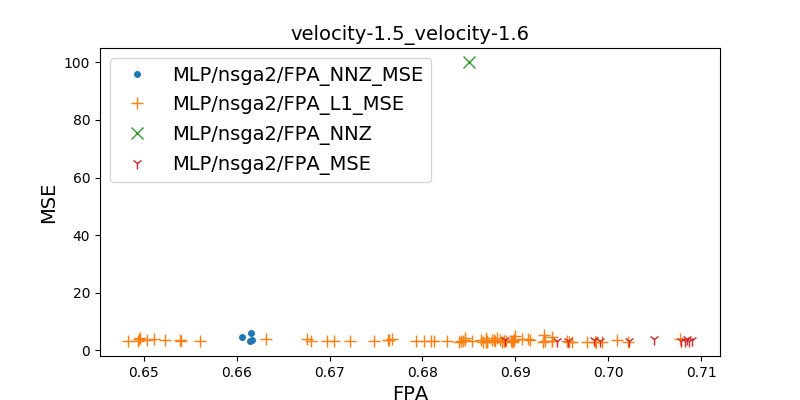 velocity-1.5_velocity-1.6
MLP/nsga2/FPA_NNZ_MSE
MLP/nsga2/FPA_L1_MSE
MLP/nsga2/FPA_NNZ
MLP/nsga2/FPA_MSE
MSE
100
80
60
40
20
0
0.65 0.66 0.67 0.68 0.69 0.70 0.71
FPA